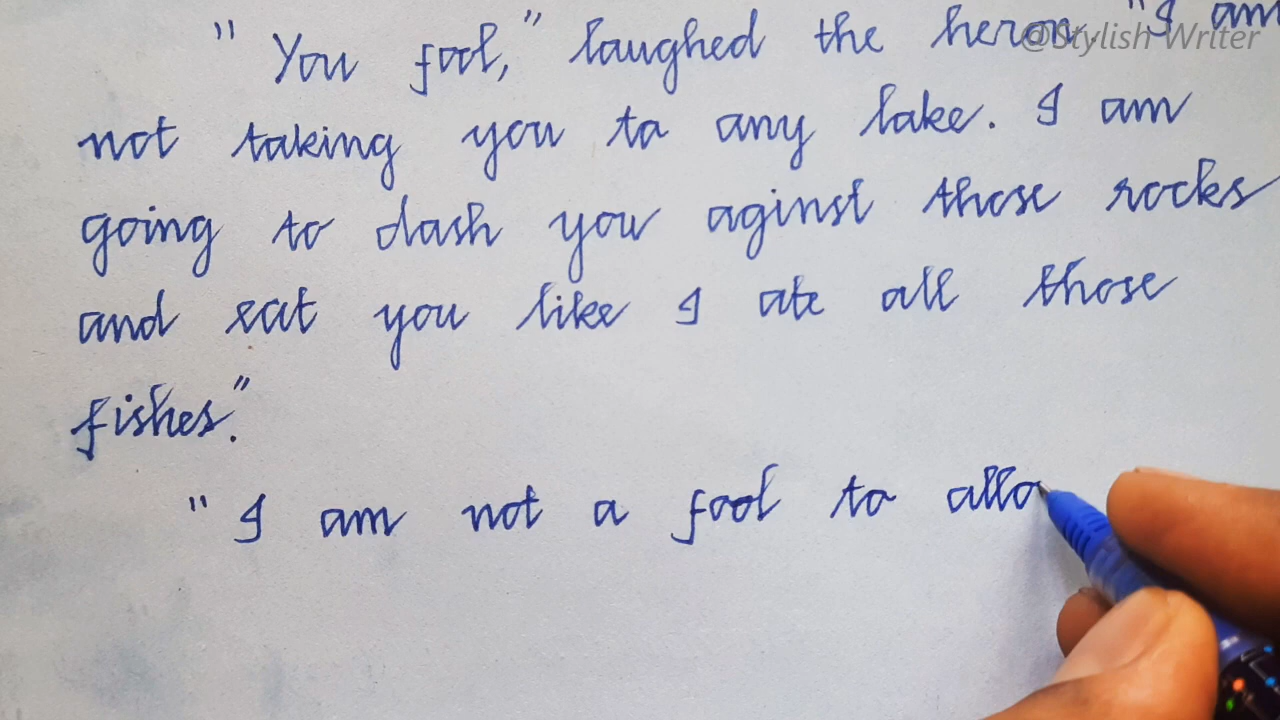 "You fool," laughed the heron. "I am
@Stylish Writer
not taking you to any lake. I am
going to dash you aginst those rocks
and eat you like I ate all those
fishes."
"I am not a fool to allo